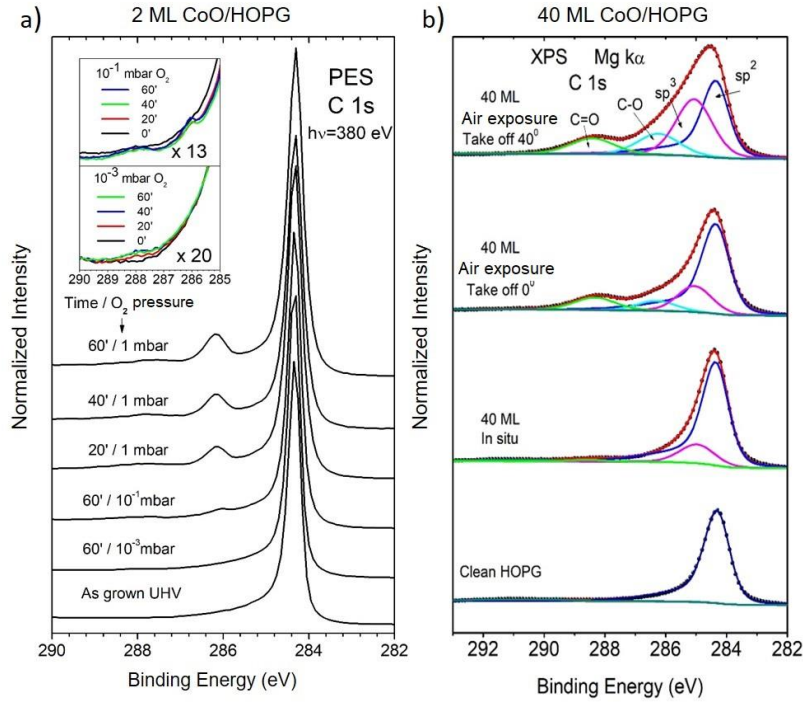 a)
2 ML CoO/HOPG
10⁻¹ mbar O₂
60'
40'
20'
0'
x 13
10⁻³ mbar O₂
60'
40'
20'
0'
x 20
290 289 288 287 286 285
PES
C 1s
hν=380 eV
Time / O₂ pressure
60' / 1 mbar
40' / 1 mbar
20' / 1 mbar
60' / 10⁻¹mbar
60' / 10⁻³mbar
As grown UHV
Normalized Intensity
290 288 286 284 282
Binding Energy (eV)
b)
40 ML CoO/HOPG
XPS Mg kα
C 1s
sp²
sp³
C-O
C=O
40 ML
Air exposure
Take off 40⁰
40 ML
Air exposure
Take off 0⁰
40 ML
In situ
Clean HOPG
Normalized Intensity
292 290 288 286 284 282
Binding Energy (eV)